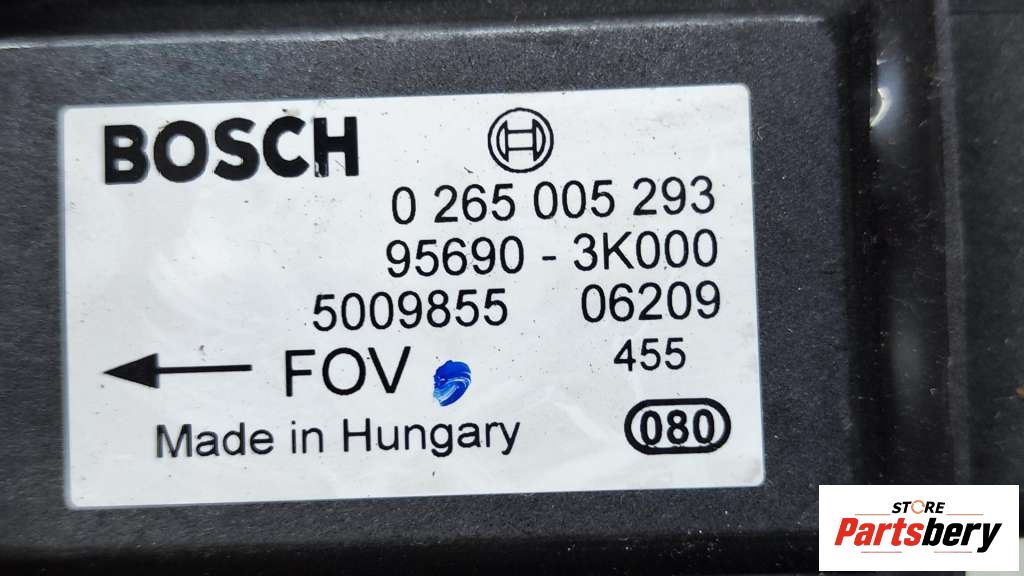 BOSCH
0 265 005 293
95690 - 3K000
5009855 06209
FOV 455
Made in Hungary 080
STORE
Partsbery